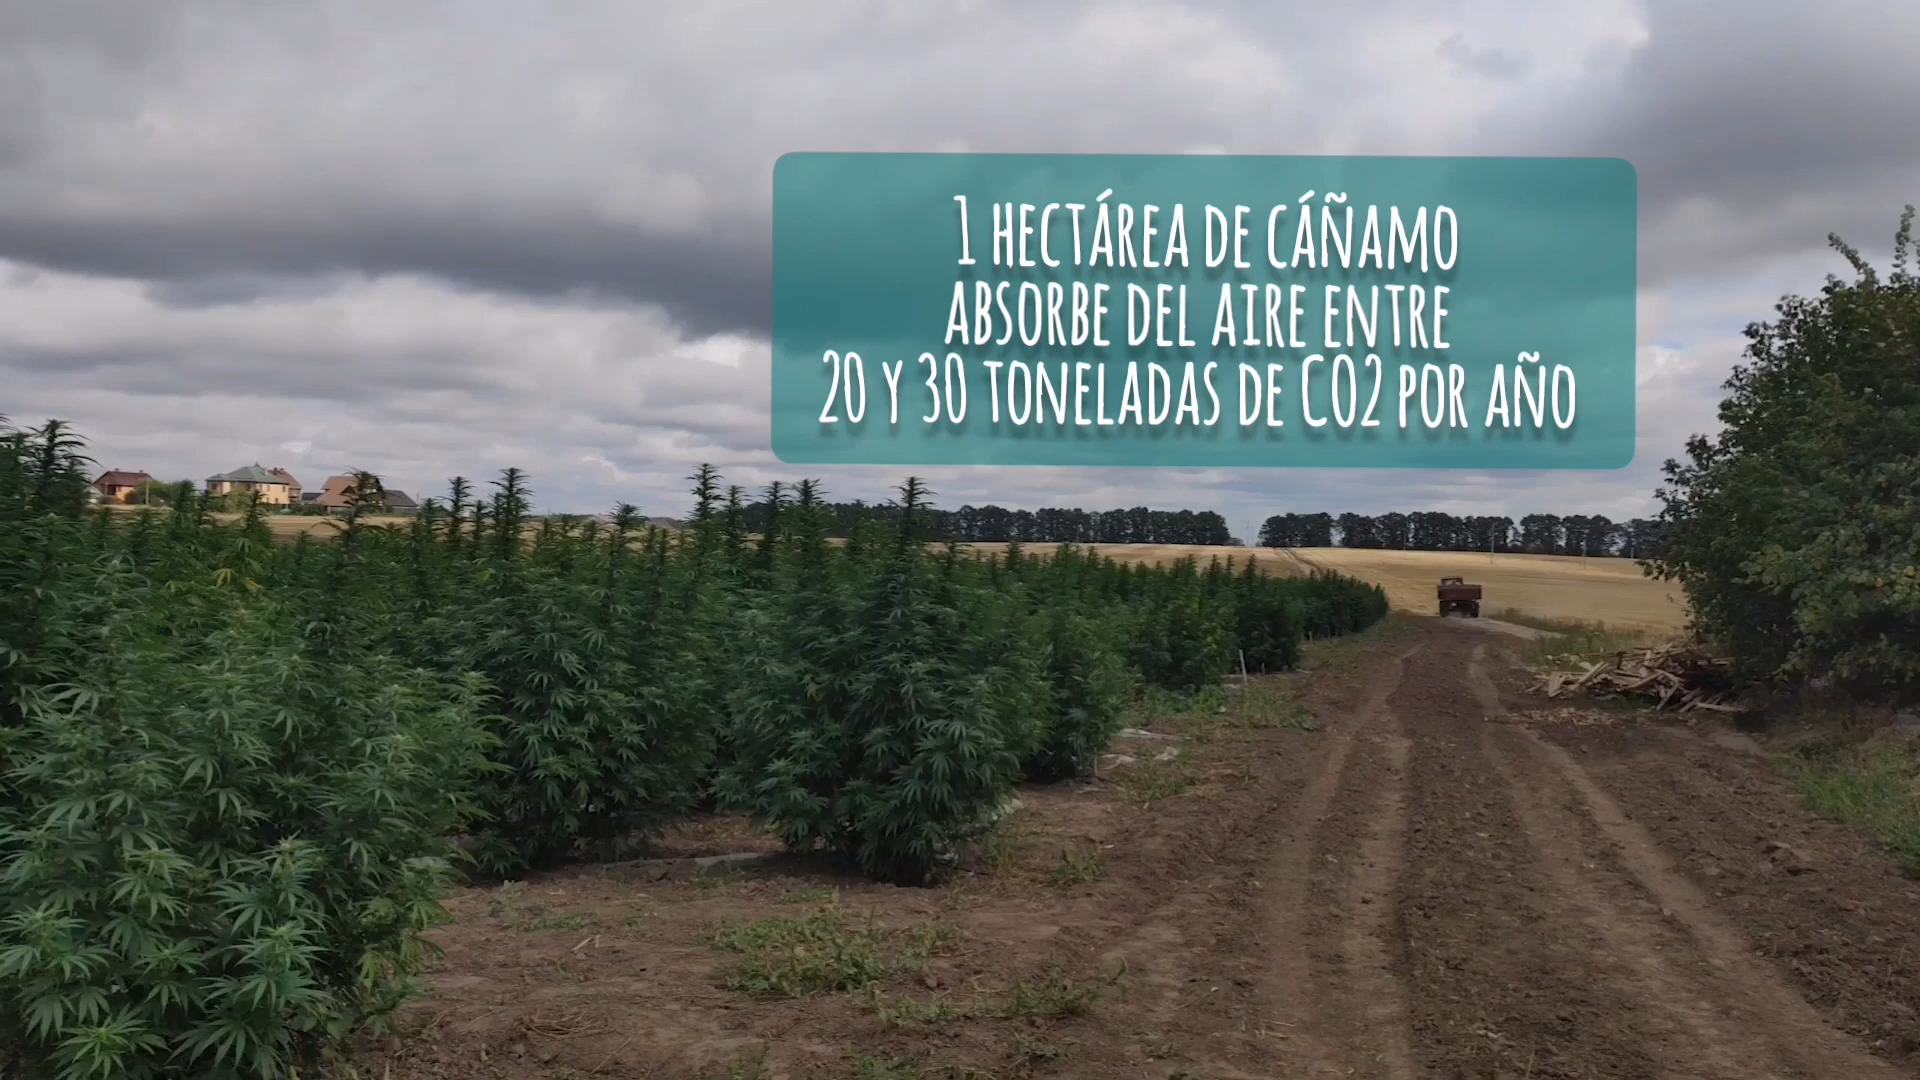 1 HECTÁREA DE CÁÑAMO
ABSORBE DEL AIRE ENTRE
20 Y 30 TONELADAS DE CO2 POR AÑO